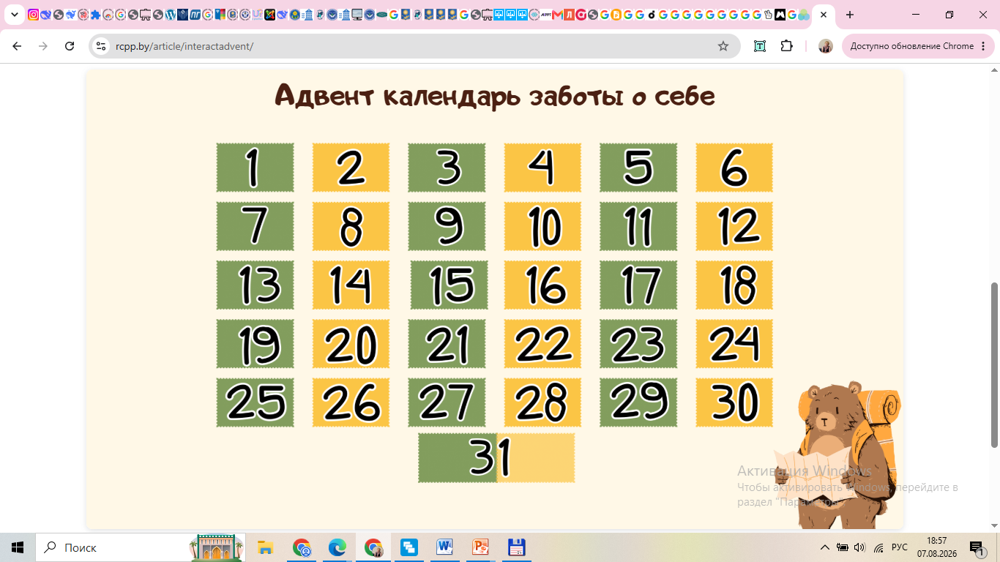 rcpp.by/article/interactadvent/
Доступно обновление Chrome
Адвент календарь заботы о себе
1 2 3 4 5 6
7 8 9 10 11 12
13 14 15 16 17 18
19 20 21 22 23 24
25 26 27 28 29 30
31
Активация Windows
Чтобы активировать Windows, перейдите в
раздел "Параметры".
Поиск
РУС
18:57
07.08.2026
1